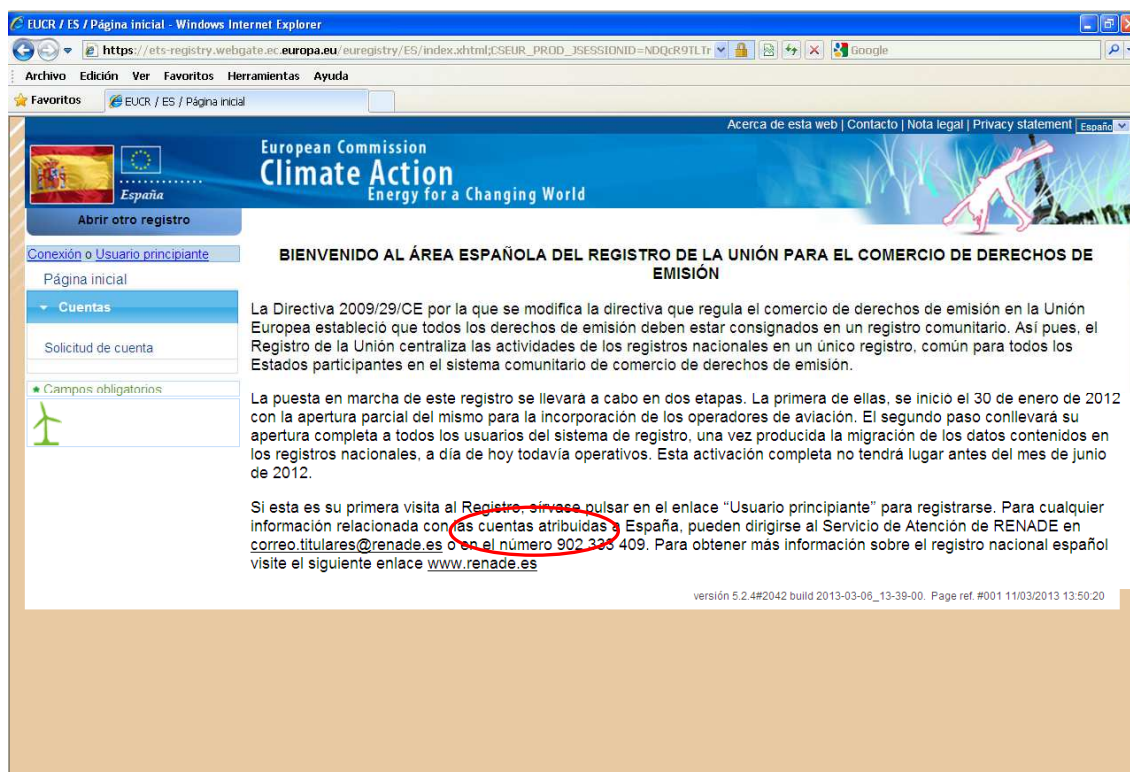 EUCR / ES / Página inicial - Windows Internet Explorer
https://ets-registry.webgate.ec.europa.eu/euregistry/ES/index.xhtml;CSEUR_PROD_JSESSIONID=NDQcR9TLTr
Google
Archivo Edición Ver Favoritos Herramientas Ayuda
Favoritos
EUCR / ES / Página inicial
Acerca de esta web | Contacto | Nota legal | Privacy statement
Españo
European Commission
Climate Action
Energy for a Changing World
España
Abrir otro registro
Conexión o Usuario principiante
Página inicial
Cuentas
Solicitud de cuenta
* Campos obligatorios
BIENVENIDO AL ÁREA ESPAÑOLA DEL REGISTRO DE LA UNIÓN PARA EL COMERCIO DE DERECHOS DE
EMISIÓN
La Directiva 2009/29/CE por la que se modifica la directiva que regula el comercio de derechos de emisión en la Unión
Europea estableció que todos los derechos de emisión deben estar consignados en un registro comunitario. Así pues, el
Registro de la Unión centraliza las actividades de los registros nacionales en un único registro, común para todos los
Estados participantes en el sistema comunitario de comercio de derechos de emisión.
La puesta en marcha de este registro se llevará a cabo en dos etapas. La primera de ellas, se inició el 30 de enero de 2012
con la apertura parcial del mismo para la incorporación de los operadores de aviación. El segundo paso conllevará su
apertura completa a todos los usuarios del sistema de registro, una vez producida la migración de los datos contenidos en
los registros nacionales, a día de hoy todavía operativos. Esta activación completa no tendrá lugar antes del mes de junio
de 2012.
Si esta es su primera visita al Registro, sírvase pulsar en el enlace “Usuario principiante” para registrarse. Para cualquier
información relacionada con las cuentas atribuidas a España, pueden dirigirse al Servicio de Atención de RENADE en
correo.titulares@renade.es o en el número 902 333 409. Para obtener más información sobre el registro nacional español
visite el siguiente enlace www.renade.es
versión 5.2.4#2042 build 2013-03-06_13-39-00. Page ref. #001 11/03/2013 13:50:20